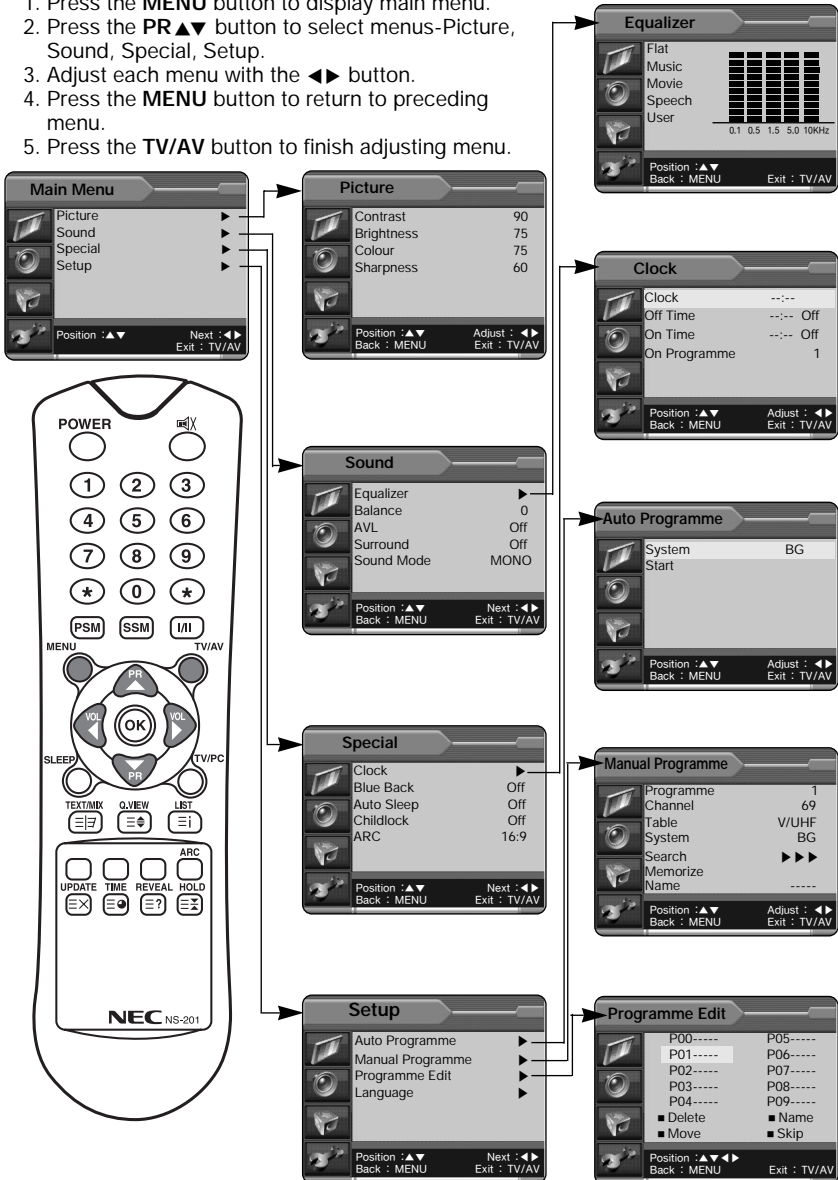 1. Press the MENU button to display main menu.
2. Press the PR▲▼ button to select menus-Picture,
Sound, Special, Setup.
3. Adjust each menu with the ◀▶ button.
4. Press the MENU button to return to preceding
menu.
5. Press the TV/AV button to finish adjusting menu.
Main Menu
Picture ▶
Sound ▶
Special ▶
Setup ▶
Position :▲▼ Next :◀▶
Exit : TV/AV
Picture
Contrast 90
Brightness 75
Colour 75
Sharpness 60
Position :▲▼ Adjust : ◀▶
Back : MENU Exit : TV/AV
Equalizer
Flat
Music
Movie
Speech
User
0.1 0.5 1.5 5.0 10KHz
Position :▲▼
Back : MENU Exit : TV/AV
Clock
Clock --:--
Off Time --:-- Off
On Time --:-- Off
On Programme 1
Position :▲▼ Adjust : ◀▶
Back : MENU Exit : TV/AV
POWER
1 2 3
4 5 6
7 8 9
* 0 *
PSM SSM I/II
MENU TV/AV
PR
VOL OK VOL
PR
SLEEP TV/PC
TEXT/MIX Q.VIEW LIST
ARC
UPDATE TIME REVEAL HOLD
NEC NS-201
Sound
Equalizer ▶
Balance 0
AVL Off
Surround Off
Sound Mode MONO
Position :▲▼ Next :◀▶
Back : MENU Exit : TV/AV
Auto Programme
System BG
Start
Position :▲▼ Adjust : ◀▶
Back : MENU Exit : TV/AV
Special
Clock ▶
Blue Back Off
Auto Sleep Off
Childlock Off
ARC 16:9
Position :▲▼ Next :◀▶
Back : MENU Exit : TV/AV
Manual Programme
Programme 1
Channel 69
Table V/UHF
System BG
Search ▶▶▶
Memorize
Name -----
Position :▲▼ Adjust : ◀▶
Back : MENU Exit : TV/AV
Setup
Auto Programme ▶
Manual Programme ▶
Programme Edit ▶
Language ▶
Position :▲▼ Next :◀▶
Back : MENU Exit : TV/AV
Programme Edit
P00----- P05-----
P01----- P06-----
P02----- P07-----
P03----- P08-----
P04----- P09-----
■ Delete ■ Name
■ Move ■ Skip
Position :▲▼◀▶
Back : MENU Exit : TV/AV